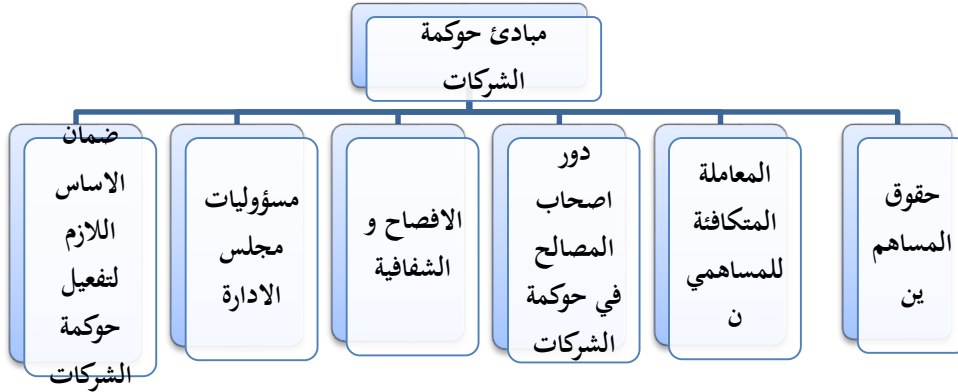 مبادئ حوكمة
الشركات
حقوق
المساهم
ين
المعاملة
المتكافئة
للمساهمي
ن
دور
اصحاب
المصالح
في حوكمة
الشركات
الافصاح و
الشفافية
مسؤوليات
مجلس
الادارة
ضمان
الاساس
اللازم
لتفعيل
حوكمة
الشركات